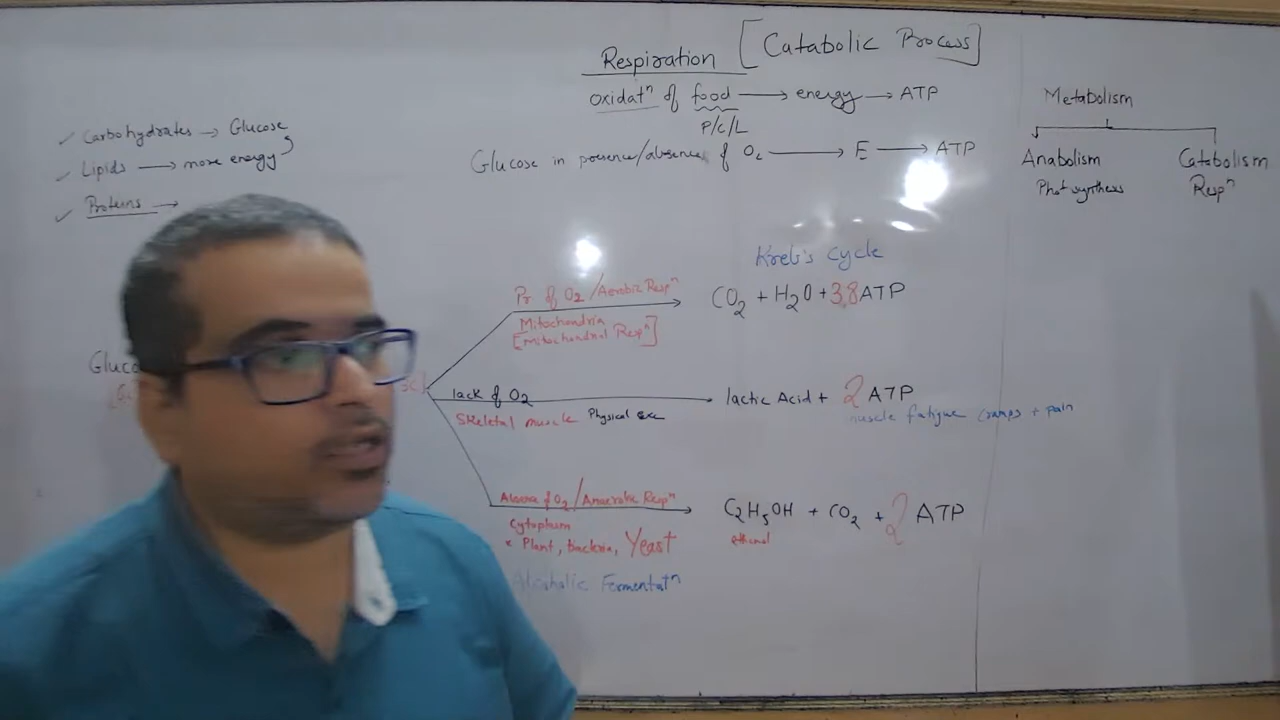 Respiration [Catabolic Process]
oxidatⁿ of food → energy → ATP
P/C/L
Glucose in presence/absence of O₂ → E → ATP
Metabolism
Anabolism
Photosynthesis
Catabolism
Respⁿ
✓ Carbohydrates → Glucose
✓ Lipids → more energy
✓ Proteins →
Kreb's Cycle
Pr. of O₂/Aerobic Respⁿ
CO₂ + H₂O + 38 ATP
Mitochondria
[Mitochondrial Respⁿ]
Gluco
lack of O₂
lactic Acid + 2 ATP
Skeletal muscle Physical exe
muscle fatigue cramps + pain
Absence of O₂/Anaerobic Respⁿ
C₂H₅OH + CO₂ + 2 ATP
ethanol
Cytoplasm
Plant, bacteria, Yeast
Alcoholic Fermentatⁿ